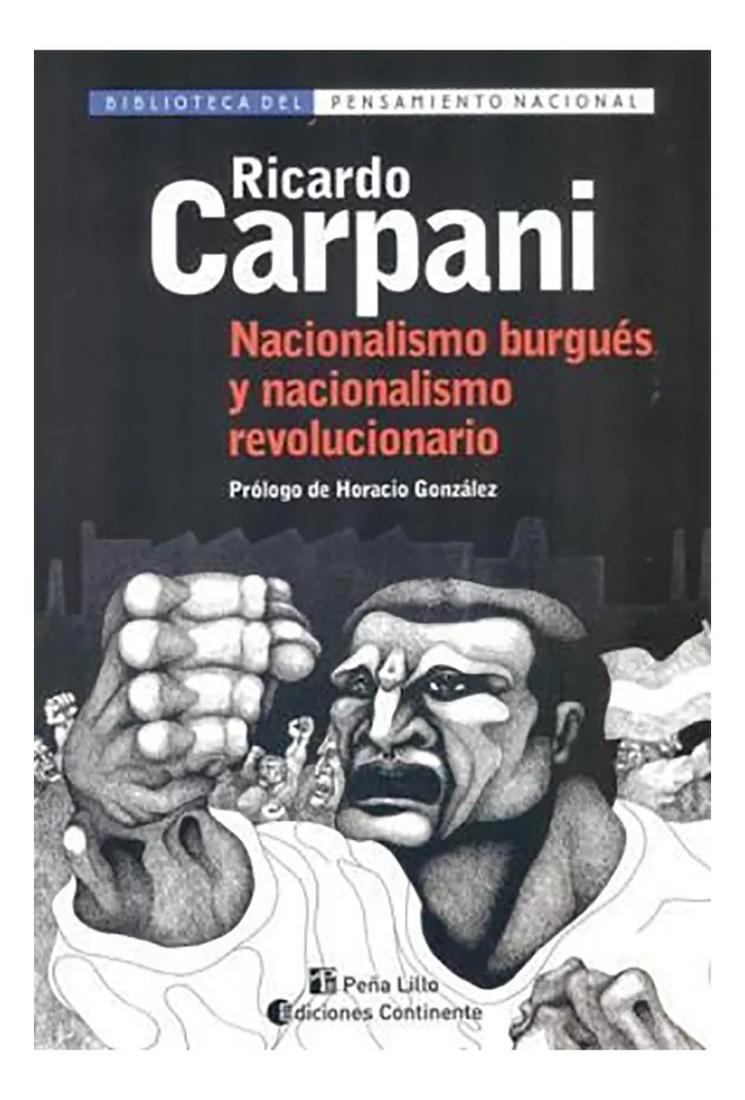 BIBLIOTECA DEL PENSAMIENTO NACIONAL
Ricardo
Carpani
Nacionalismo burgués
y nacionalismo
revolucionario
Prólogo de Horacio González
Peña Lillo
Ediciones Continente